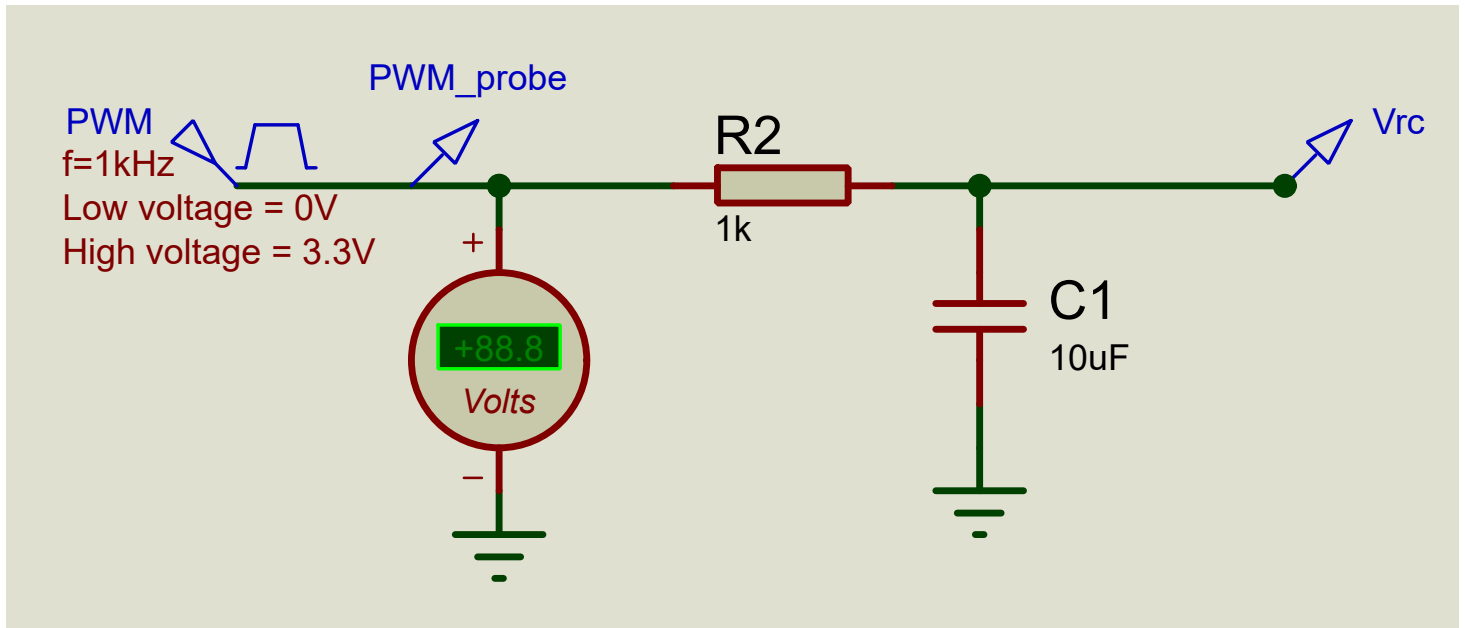 PWM_probe
PWM
f=1kHz
Low voltage = 0V
High voltage = 3.3V
R2
1k
Vrc
+
+88.8
Volts
−
C1
10uF